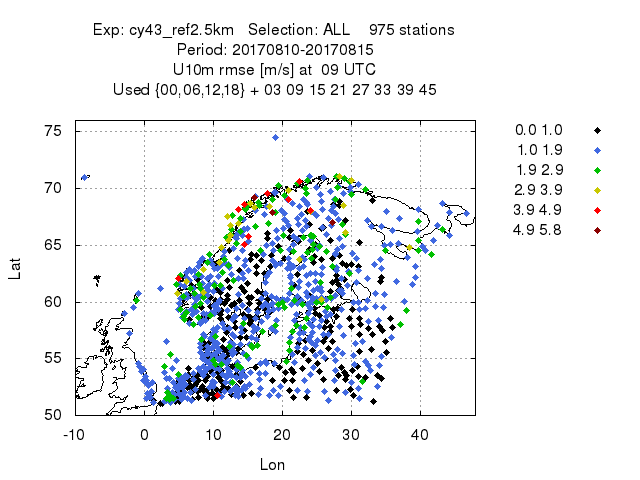 Exp: cy43_ref2.5km   Selection: ALL    975 stations
Period: 20170810-20170815
U10m rmse [m/s] at  09 UTC
Used {00,06,12,18} + 03 09 15 21 27 33 39 45
75
70
65
60
55
50
Lat
-10 0 10 20 30 40
Lon
0.0 1.0
1.0 1.9
1.9 2.9
2.9 3.9
3.9 4.9
4.9 5.8